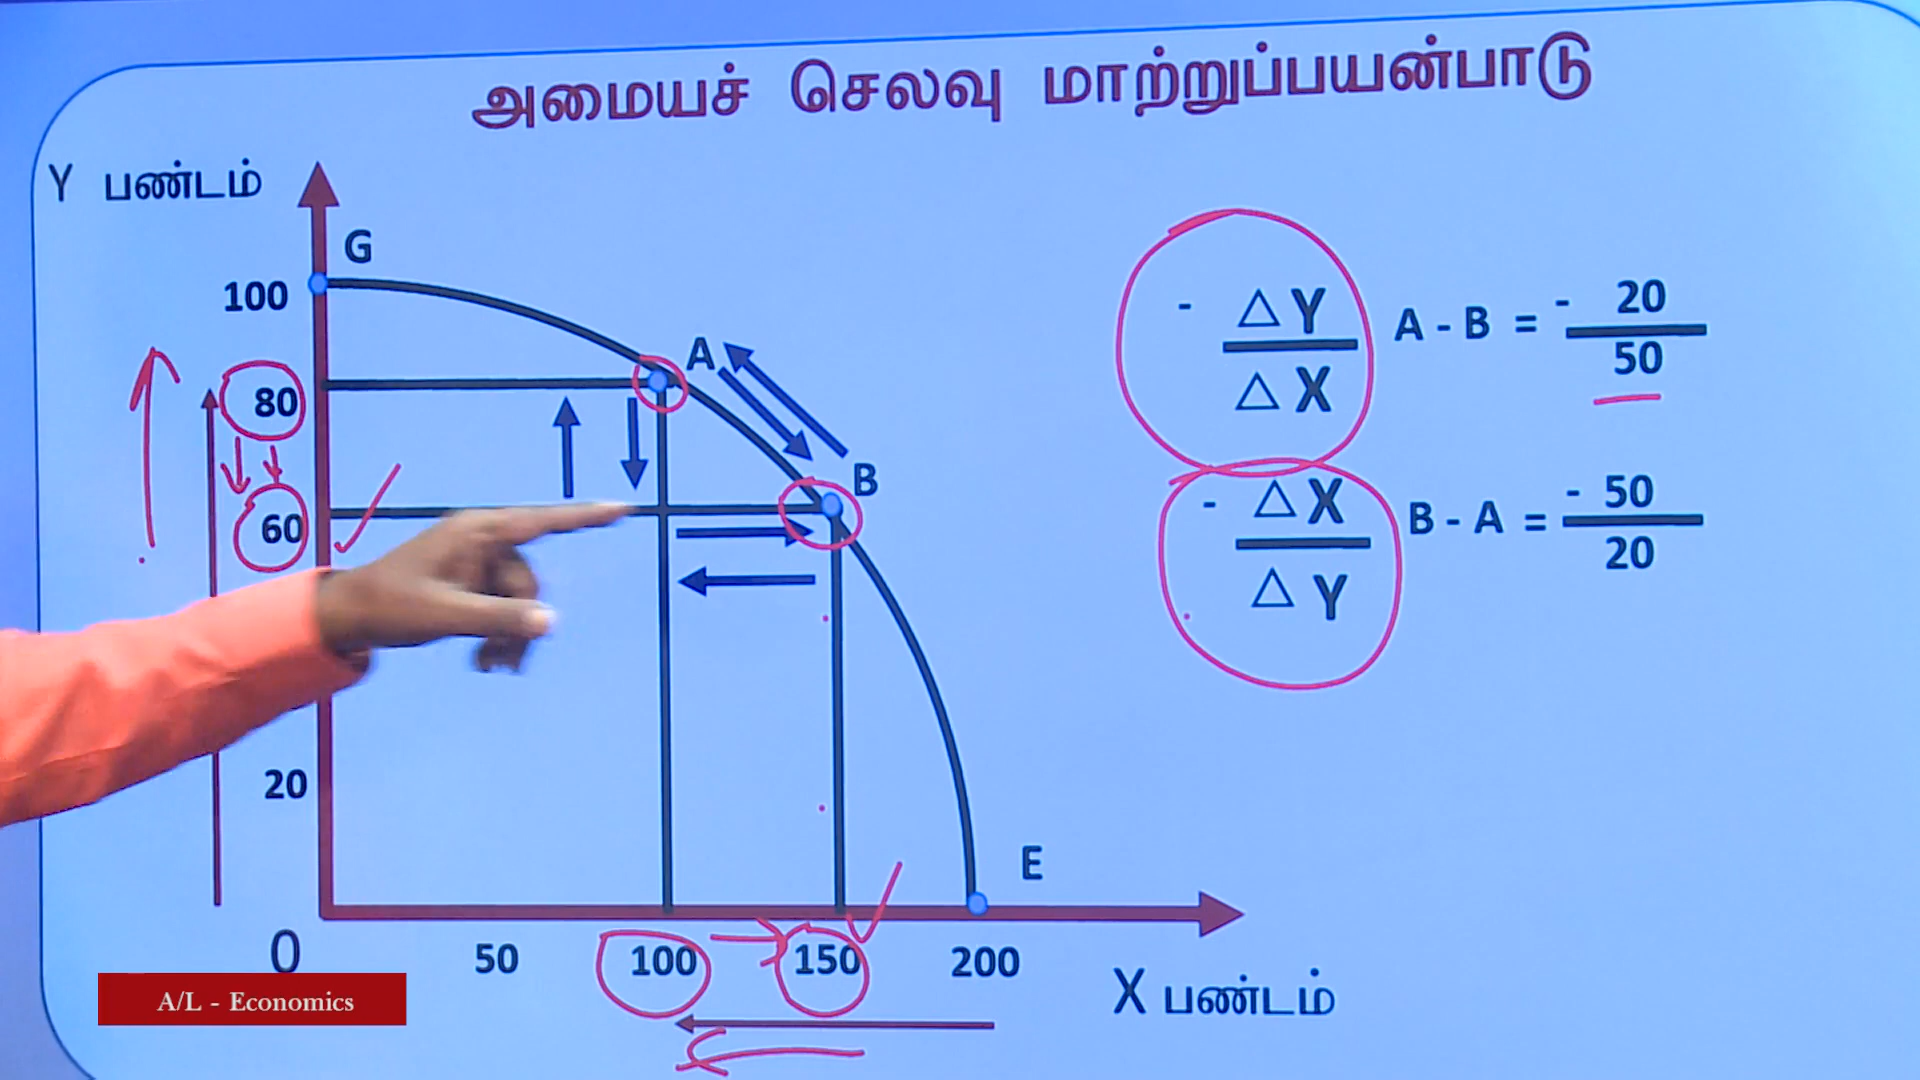 அமையச் செலவு மாற்றுப்பயன்பாடு
Y பண்டம்
G
100
A
80
B
60
20
E
0
50
100
150
200
X பண்டம்
- △Y
△X
A - B = - 20
50
- △X
△Y
B - A = - 50
20
A/L - Economics